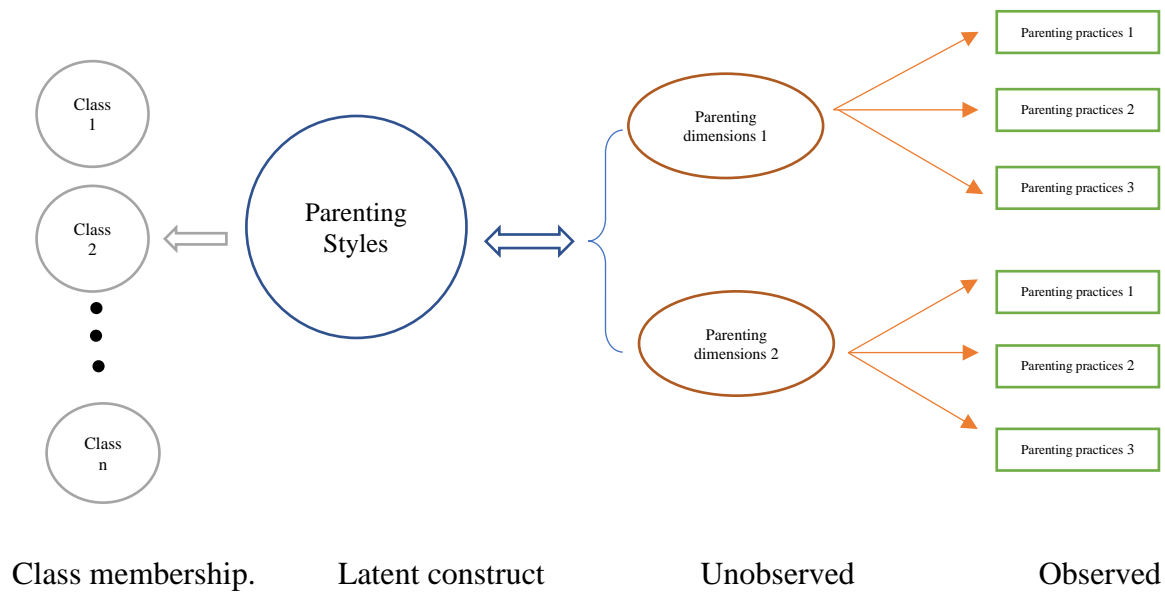 Class
1
Class
2
Class
n
Parenting
Styles
Parenting
dimensions 1
Parenting
dimensions 2
Parenting practices 1
Parenting practices 2
Parenting practices 3
Parenting practices 1
Parenting practices 2
Parenting practices 3
Class membership.
Latent construct
Unobserved
Observed